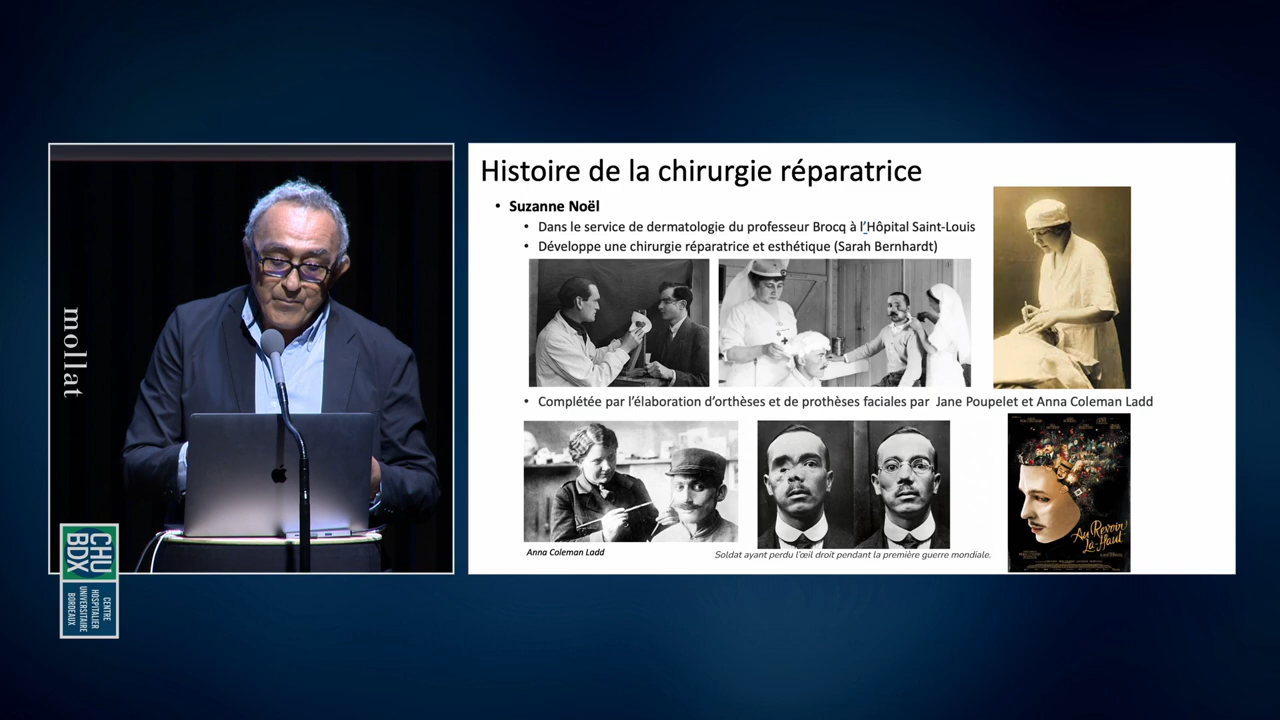 mollat
CHU
BDX
CENTRE
HOSPITALIER
UNIVERSITAIRE
BORDEAUX
Histoire de la chirurgie réparatrice
• Suzanne Noël
• Dans le service de dermatologie du professeur Brocq à l’Hôpital Saint-Louis
• Développe une chirurgie réparatrice et esthétique (Sarah Bernhardt)
• Complétée par l’élaboration d’orthèses et de prothèses faciales par Jane Poupelet et Anna Coleman Ladd
Anna Coleman Ladd
Soldat ayant perdu l’œil droit pendant la première guerre mondiale.
Au Revoir
Là-Haut